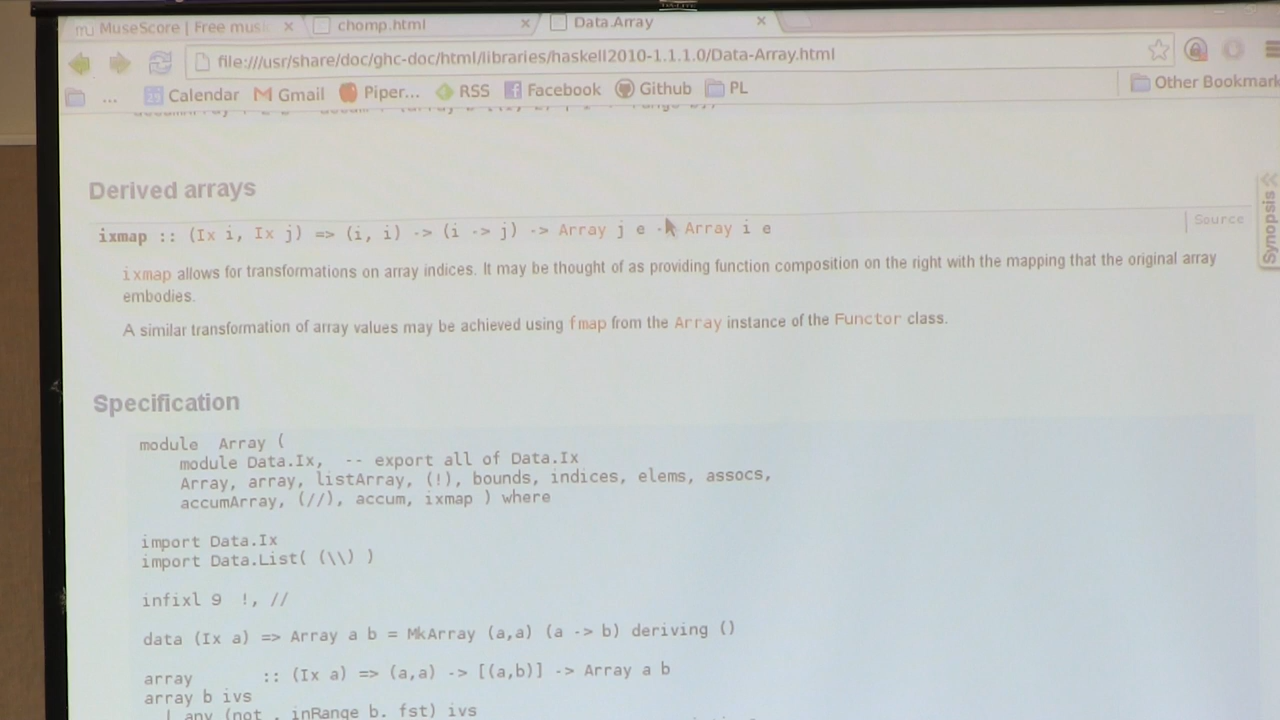 MuseScore | Free musi
chomp.html
Data.Array
file:///usr/share/doc/ghc-doc/html/libraries/haskell2010-1.1.1.0/Data-Array.html
... Calendar Gmail Piper... RSS Facebook Github PL Other Bookmark
Derived arrays
ixmap :: (Ix i, Ix j) => (i, i) -> (i -> j) -> Array j e -> Array i e
Source
Synopsis
ixmap allows for transformations on array indices. It may be thought of as providing function composition on the right with the mapping that the original array
embodies.
A similar transformation of array values may be achieved using fmap from the Array instance of the Functor class.
Specification
module Array (
module Data.Ix, -- export all of Data.Ix
Array, array, listArray, (!), bounds, indices, elems, assocs,
accumArray, (//), accum, ixmap ) where
import Data.Ix
import Data.List( (\\) )
infixl 9 !, //
data (Ix a) => Array a b = MkArray (a,a) (a -> b) deriving ()
array :: (Ix a) => (a,a) -> [(a,b)] -> Array a b
array b ivs
| any (not . inRange b. fst) ivs